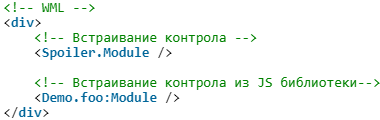 <!-- WML -->
<div>
    <!-- Встраивание контрола -->
    <Spoiler.Module />

    <!-- Встраивание контрола из JS библиотеки-->
    <Demo.foo:Module />
</div>